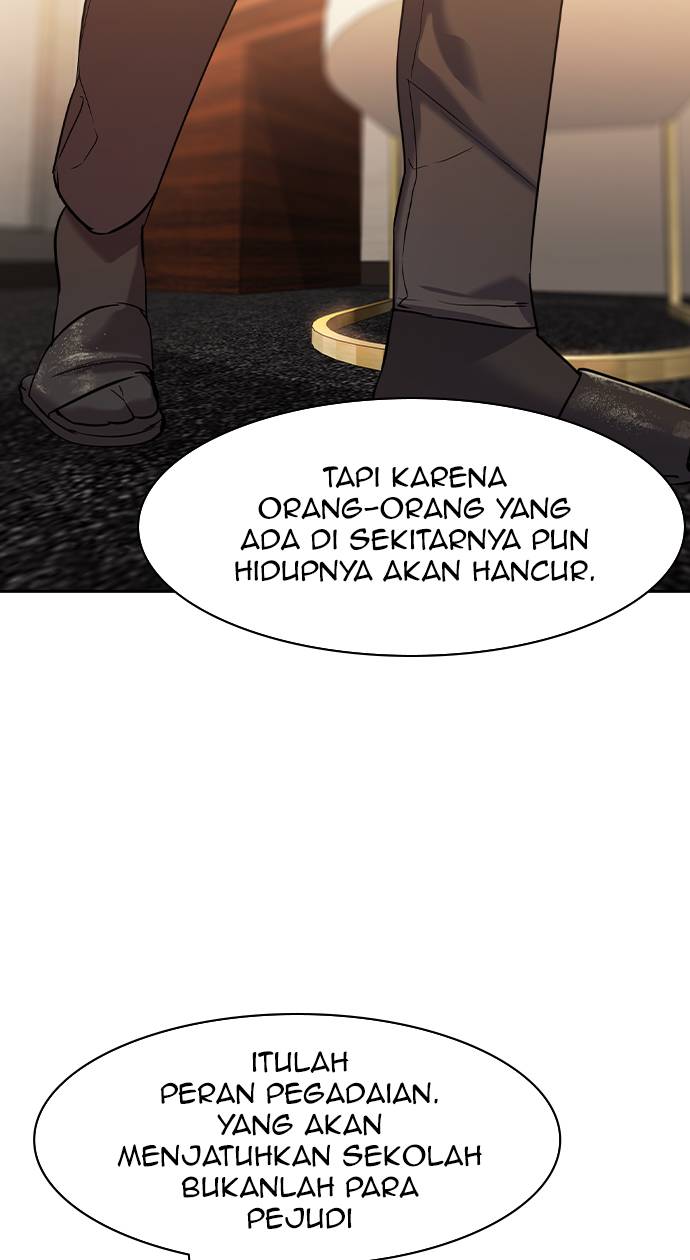 TAPI KARENA
ORANG-ORANG YANG
ADA DI SEKITARNYA PUN
HIDUPNYA AKAN HANCUR.
ITULAH
PERAN PEGADAIAN.
YANG AKAN
MENJATUHKAN SEKOLAH
BUKANLAH PARA
PEJUDI